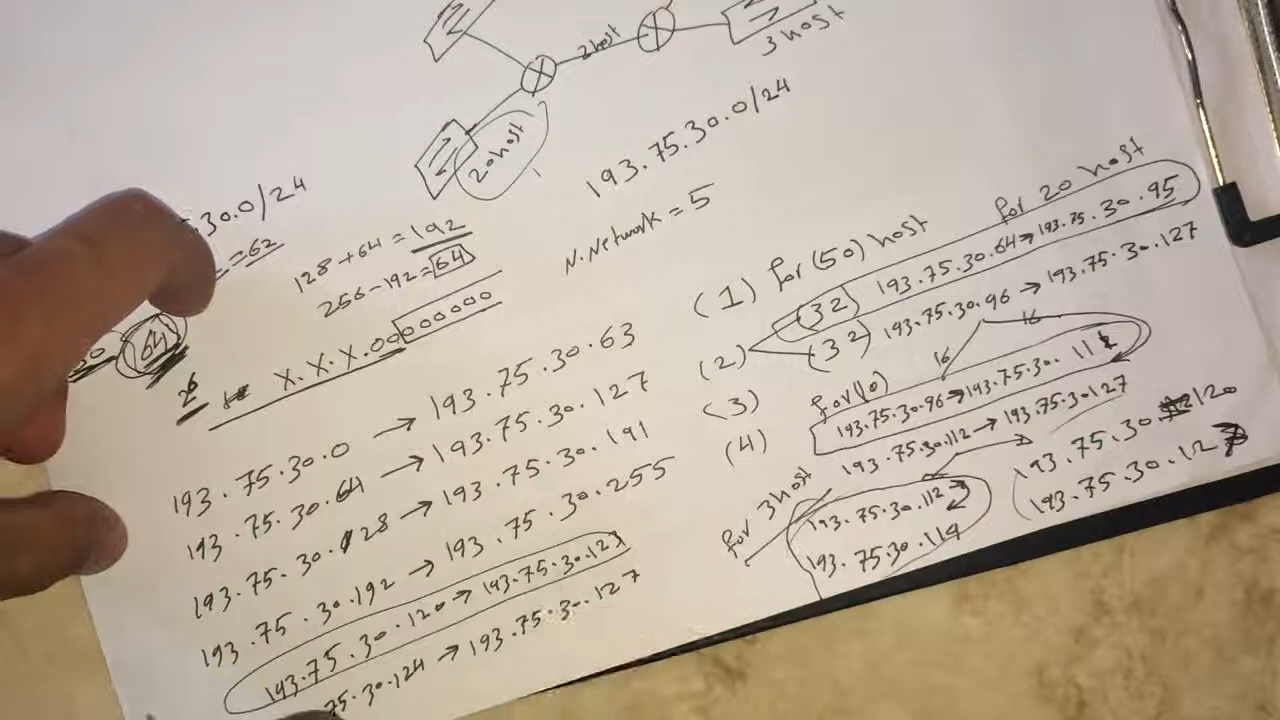 2 host
3 host
20 host
193.75.30.0/24
N.Network = 5
.30.0/24
= 62
128 + 64 = 192
256 - 192 = 64
64
X.X.X.00000000
193.75.30.0 → 193.75.30.63
193.75.30.64 → 193.75.30.127
193.75.30.128 → 193.75.30.191
193.75.30.192 → 193.75.30.255
193.75.30.120 → 193.75.30.123
75.30.124 → 193.75.30.127
(1) for (50) host
for 20 host
(2) (32) 193.75.30.64 → 193.75.30.95
(32) 193.75.30.96 → 193.75.30.127
16 16
(3) for (10)
193.75.30.96 → 193.75.30.111
(4)
193.75.30.112 → 193.75.30.127
for 3 host
193.75.30.112
193.75.30.119
193.75.30.120
193.75.30.127